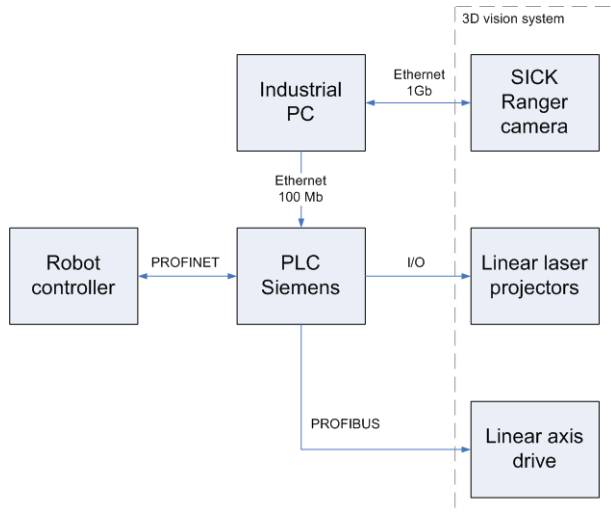 3D vision system
Industrial
PC
Ethernet
1Gb
SICK
Ranger
camera
Ethernet
100 Mb
Robot
controller
PROFINET
PLC
Siemens
I/O
Linear laser
projectors
PROFIBUS
Linear axis
drive